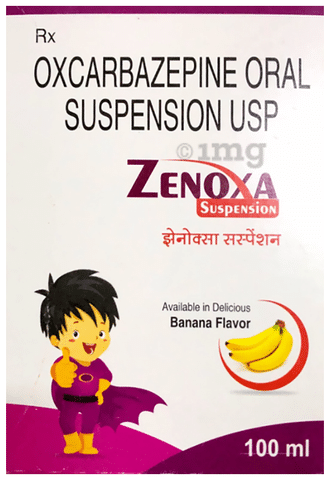 Rx
OXCARBAZEPINE ORAL
SUSPENSION USP
©1mg
ZENOXA
SUSPENSION
झेनोक्सा सस्पेंशन
Available in Delicious
Banana Flavor
100 ml